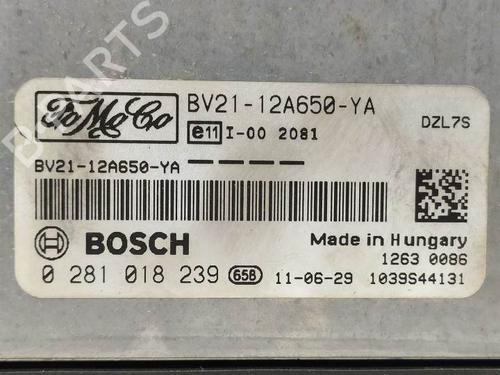 PARTS
FoMoCo
BV21-12A650-YA
DZL7S
e11 I-00 2081
BV21-12A650-YA
BOSCH
Made in Hungary
1263 0086
0 281 018 239 65B 11-06-29 1039S44131